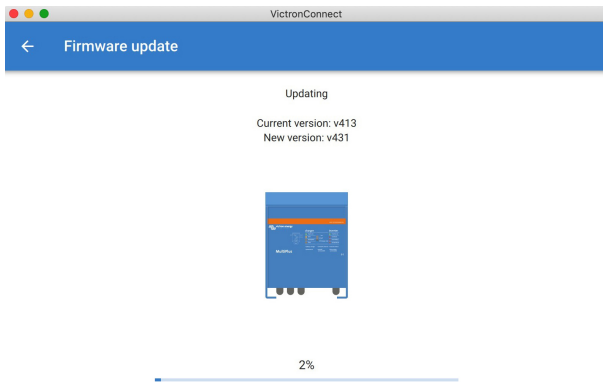 VictronConnect
Firmware update
Updating
Current version: v413
New version: v431
MultiPlus
2%